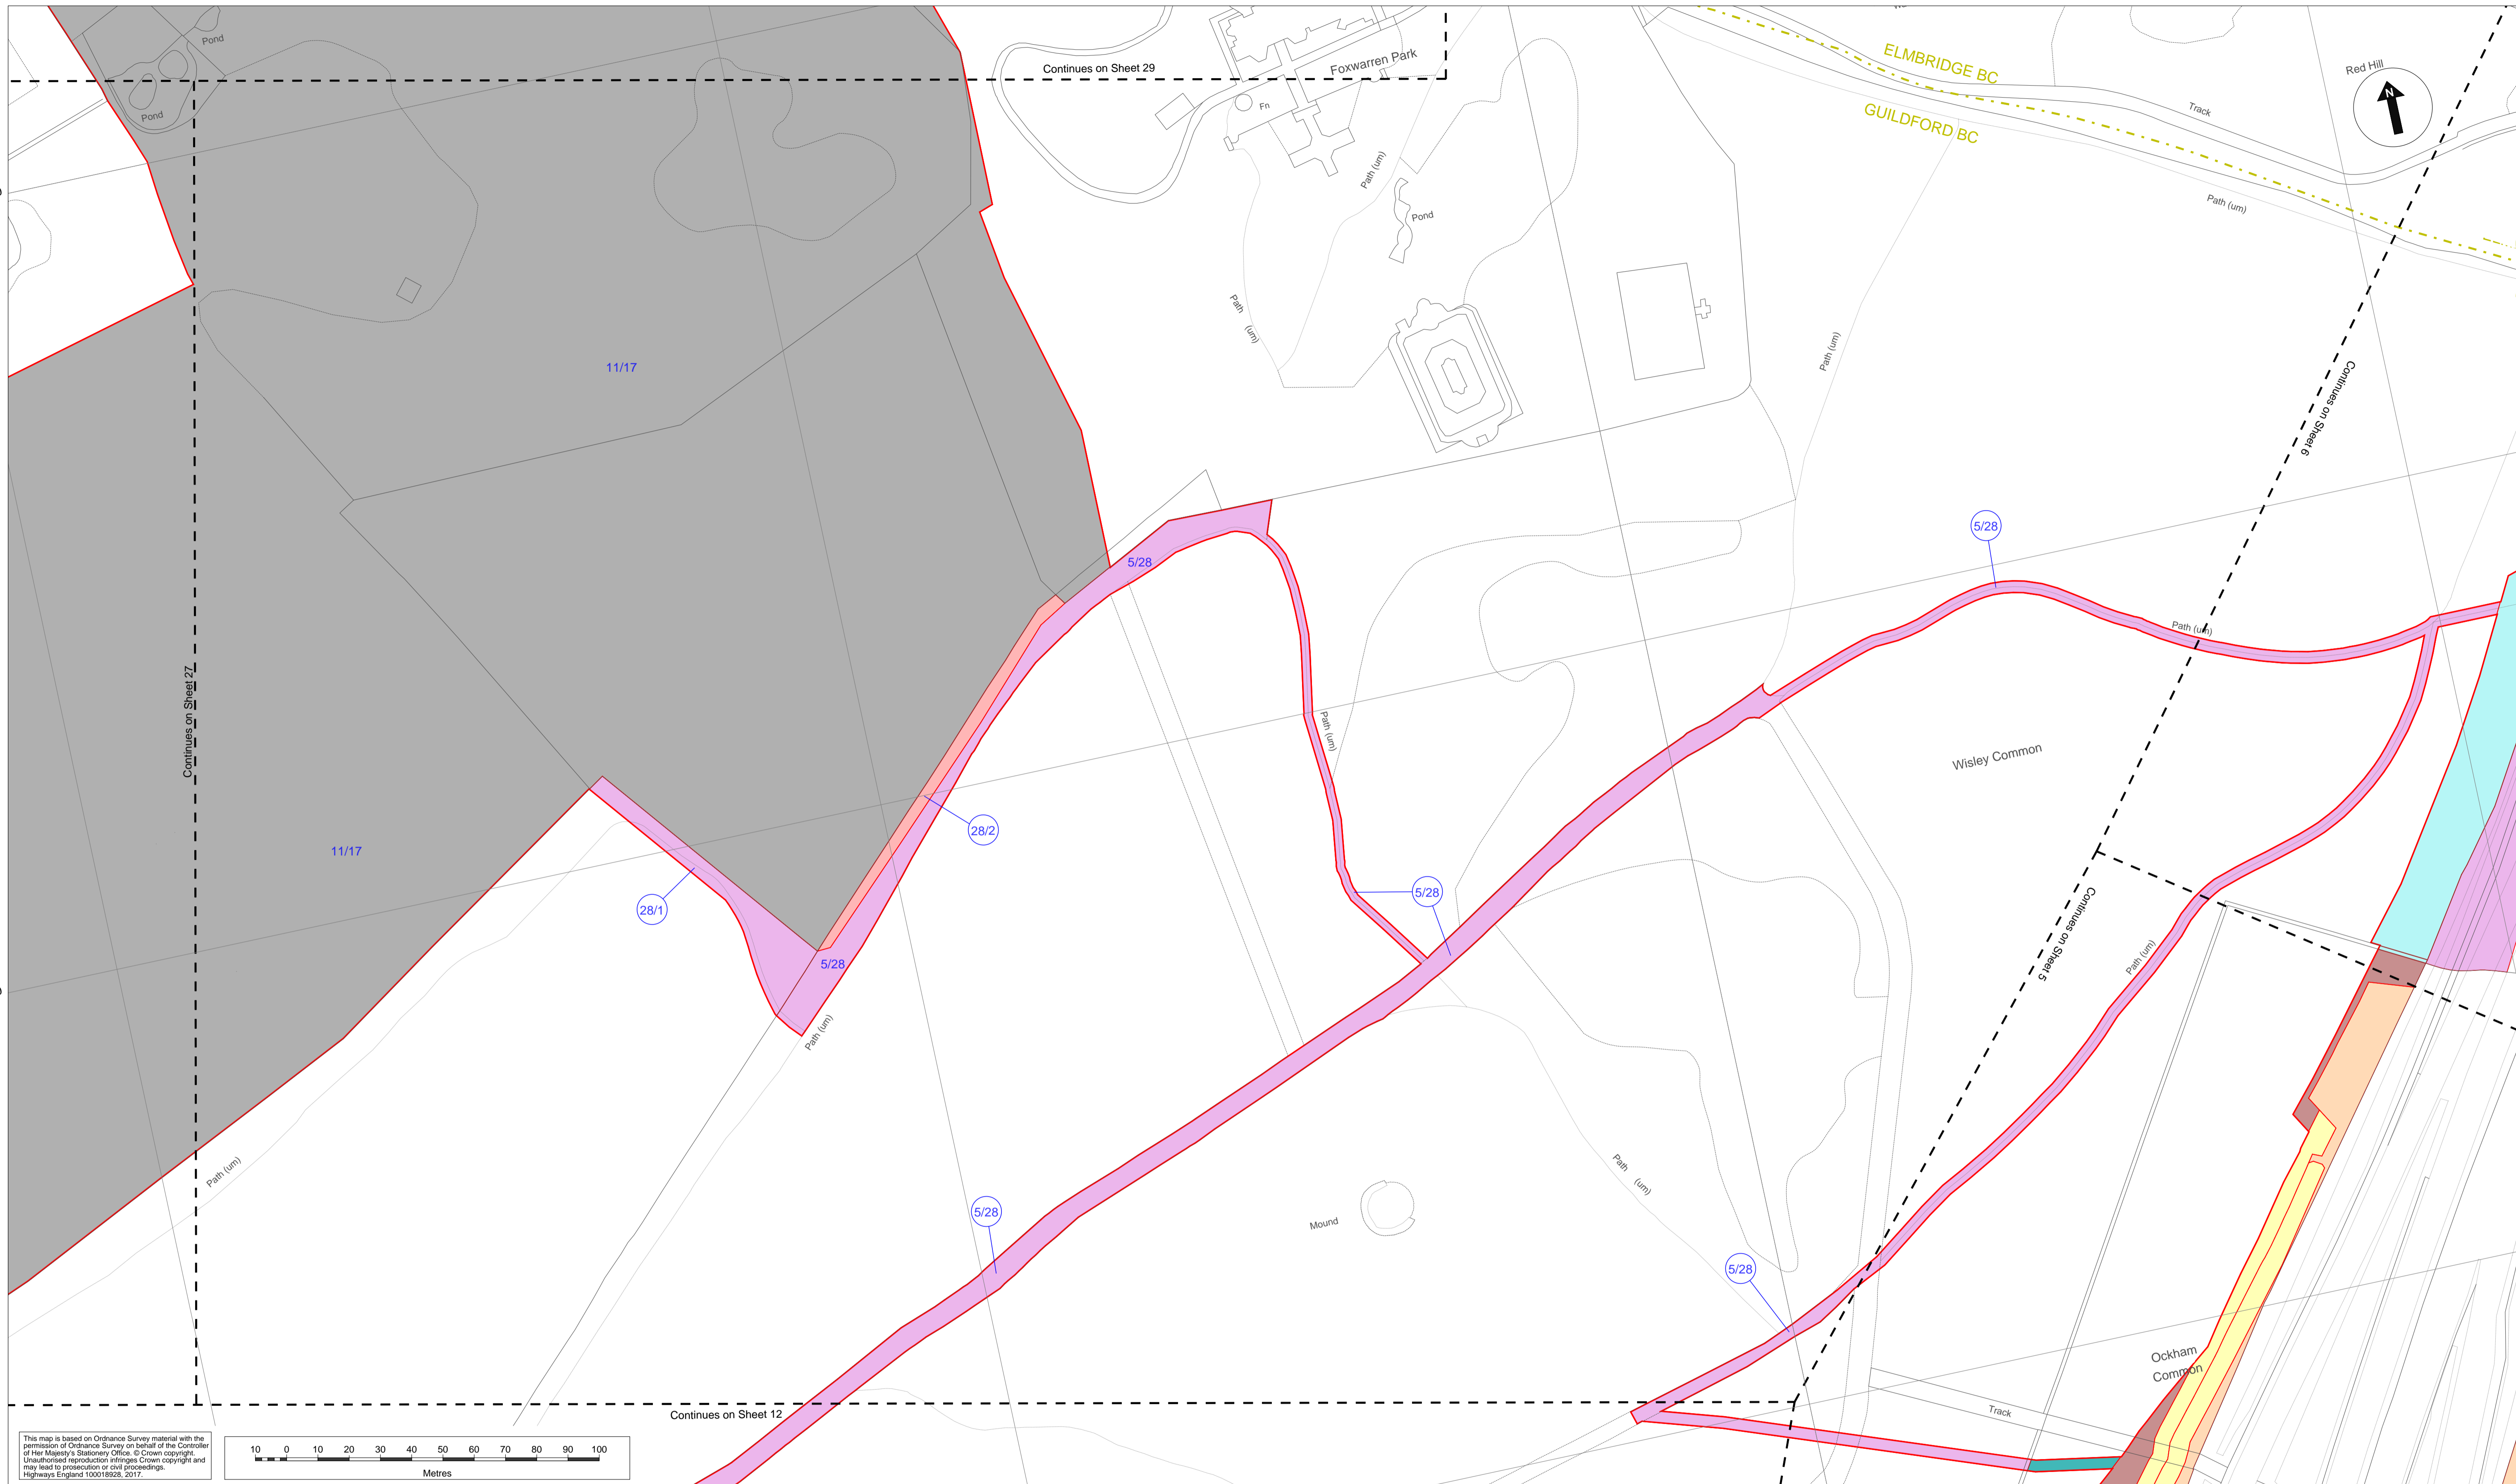 Pond
Foxwarren Park
ELMBRIDGE BC
Red Hill
Continues on Sheet 29
N
Fn
Track
GUILDFORD BC
Pond
Path (um)
Path (um)
Pond
Path (um)
Path (um)
11/17
Continues on Sheet 6
5/28
5/28
Path (um)
Continues on Sheet 27
Path (um)
Wisley Common
28/2
11/17
5/28
28/1
Continues on Sheet 5
5/28
Path (um)
Path (um)
Path (um)
Path (um)
5/28
Mound
5/28
Ockham
Common
Track
Continues on Sheet 12
This map is based on Ordnance Survey material with the
permission of Ordnance Survey on behalf of the Controller
of Her Majesty's Stationery Office. © Crown copyright.
Unauthorised reproduction infringes Crown copyright and
may lead to prosecution or civil proceedings.
Highways England 100018928, 2017.
10 0 10 20 30 40 50 60 70 80 90 100
Metres